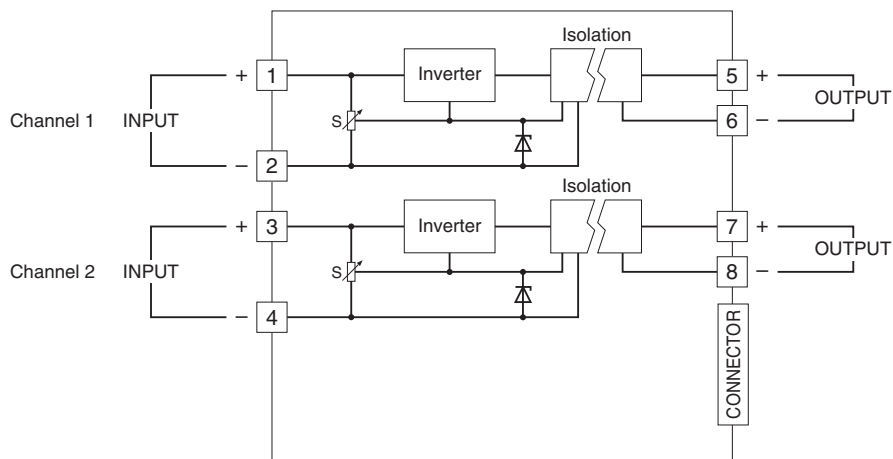 Isolation
+ 1 Inverter 5 +
Channel 1 INPUT S OUTPUT
6 −
− 2
Isolation
+ 3 Inverter 7 +
Channel 2 INPUT S OUTPUT
8 −
− 4
CONNECTOR